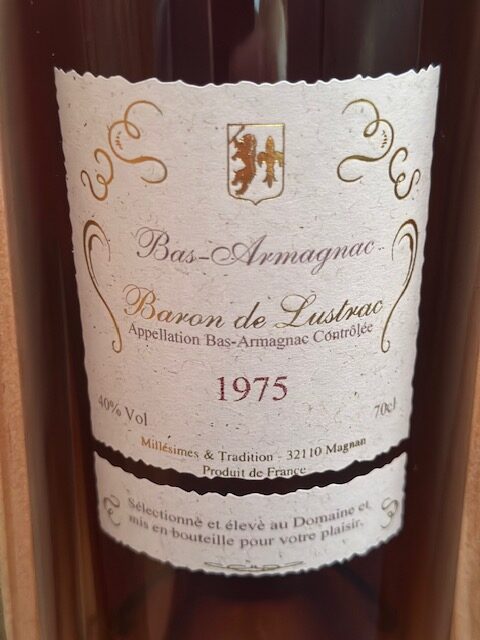 Bas-Armagnac
Baron de Lustrac
Appellation Bas-Armagnac Contrôlée
1975
40% Vol
70cl
Millésimes & Tradition - 32110 Magnan
Produit de France
Sélectionné et élevé au Domaine et
mis en bouteille pour votre plaisir.